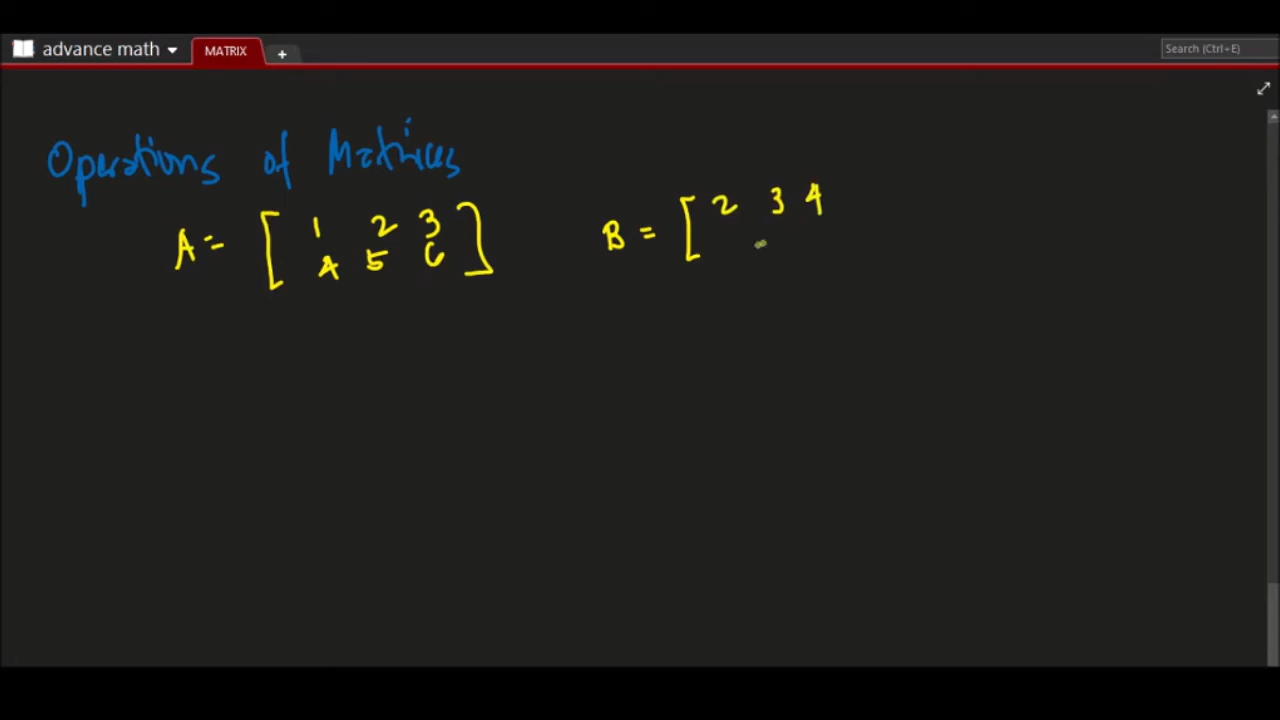 advance math
MATRIX
+
Search (Ctrl+E)
Operations of Matrices
A = [ 1 2 3 ]
4 5 6
B = [ 2 3 4